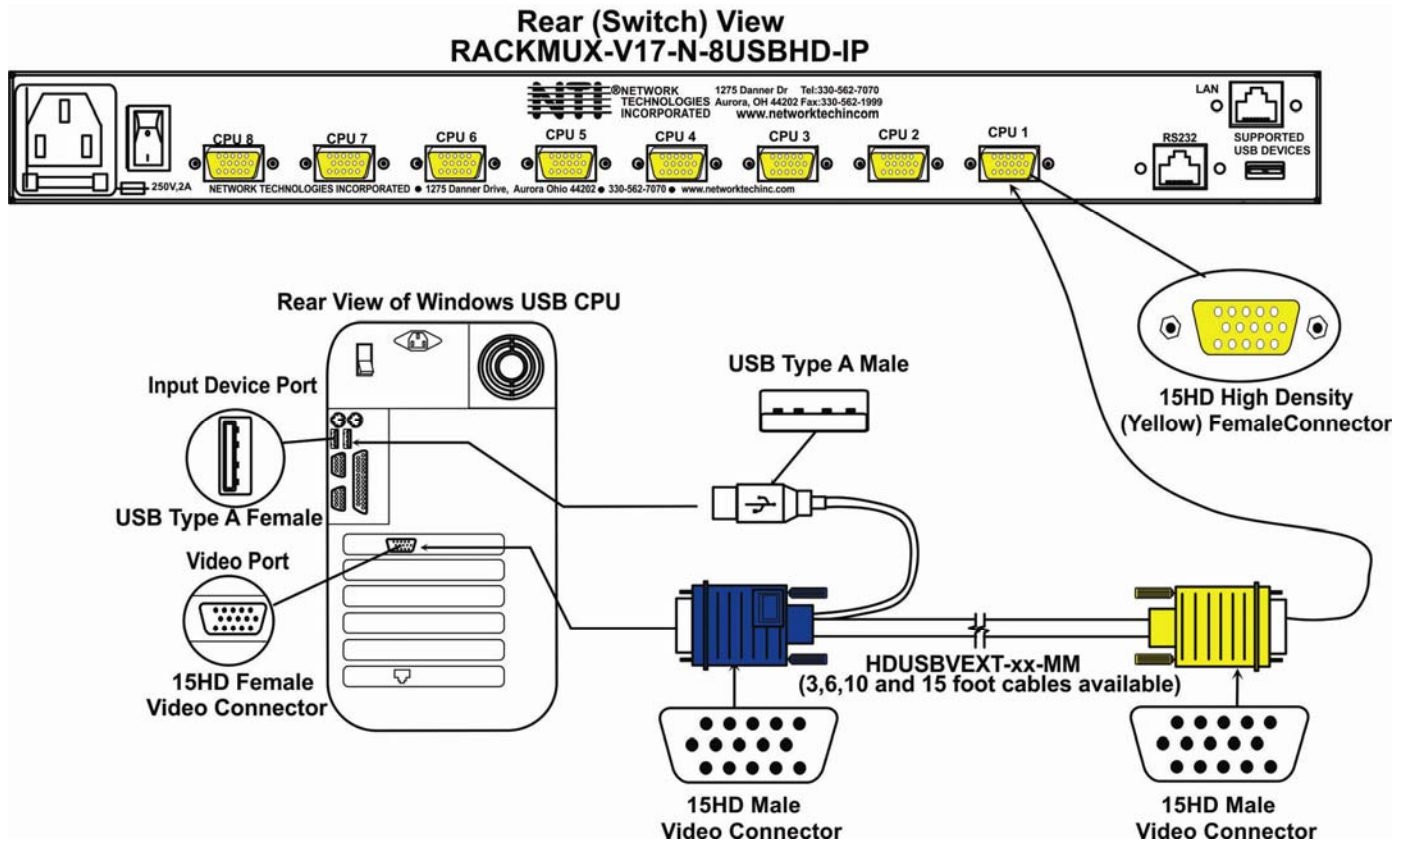 Rear (Switch) View
RACKMUX-V17-N-8USBHD-IP
NTI
®NETWORK
TECHNOLOGIES
INCORPORATED
1275 Danner Dr Tel:330-562-7070
Aurora, OH 44202 Fax:330-562-1999
www.networktechincom
LAN
CPU 8
CPU 7
CPU 6
CPU 5
CPU 4
CPU 3
CPU 2
CPU 1
RS232
SUPPORTED
USB DEVICES
250V,2A
NETWORK TECHNOLOGIES INCORPORATED ● 1275 Danner Drive, Aurora Ohio 44202 ● 330-562-7070 ● www.networktechinc.com
Rear View of Windows USB CPU
Input Device Port
USB Type A Female
Video Port
15HD Female
Video Connector
USB Type A Male
15HD High Density
(Yellow) FemaleConnector
HDUSBVEXT-xx-MM
(3,6,10 and 15 foot cables available)
15HD Male
Video Connector
15HD Male
Video Connector